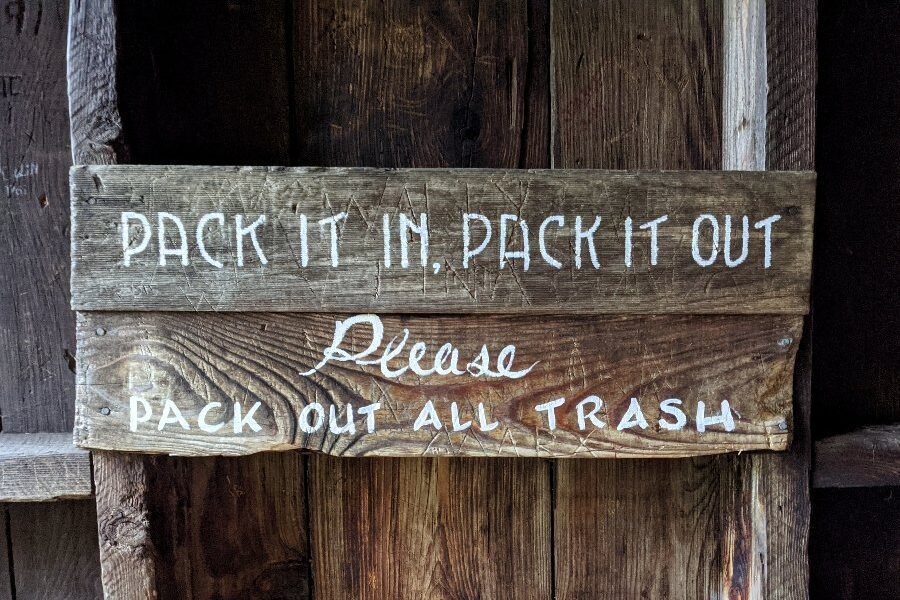 PACK IT IN, PACK IT OUT
Please
PACK OUT ALL TRASH